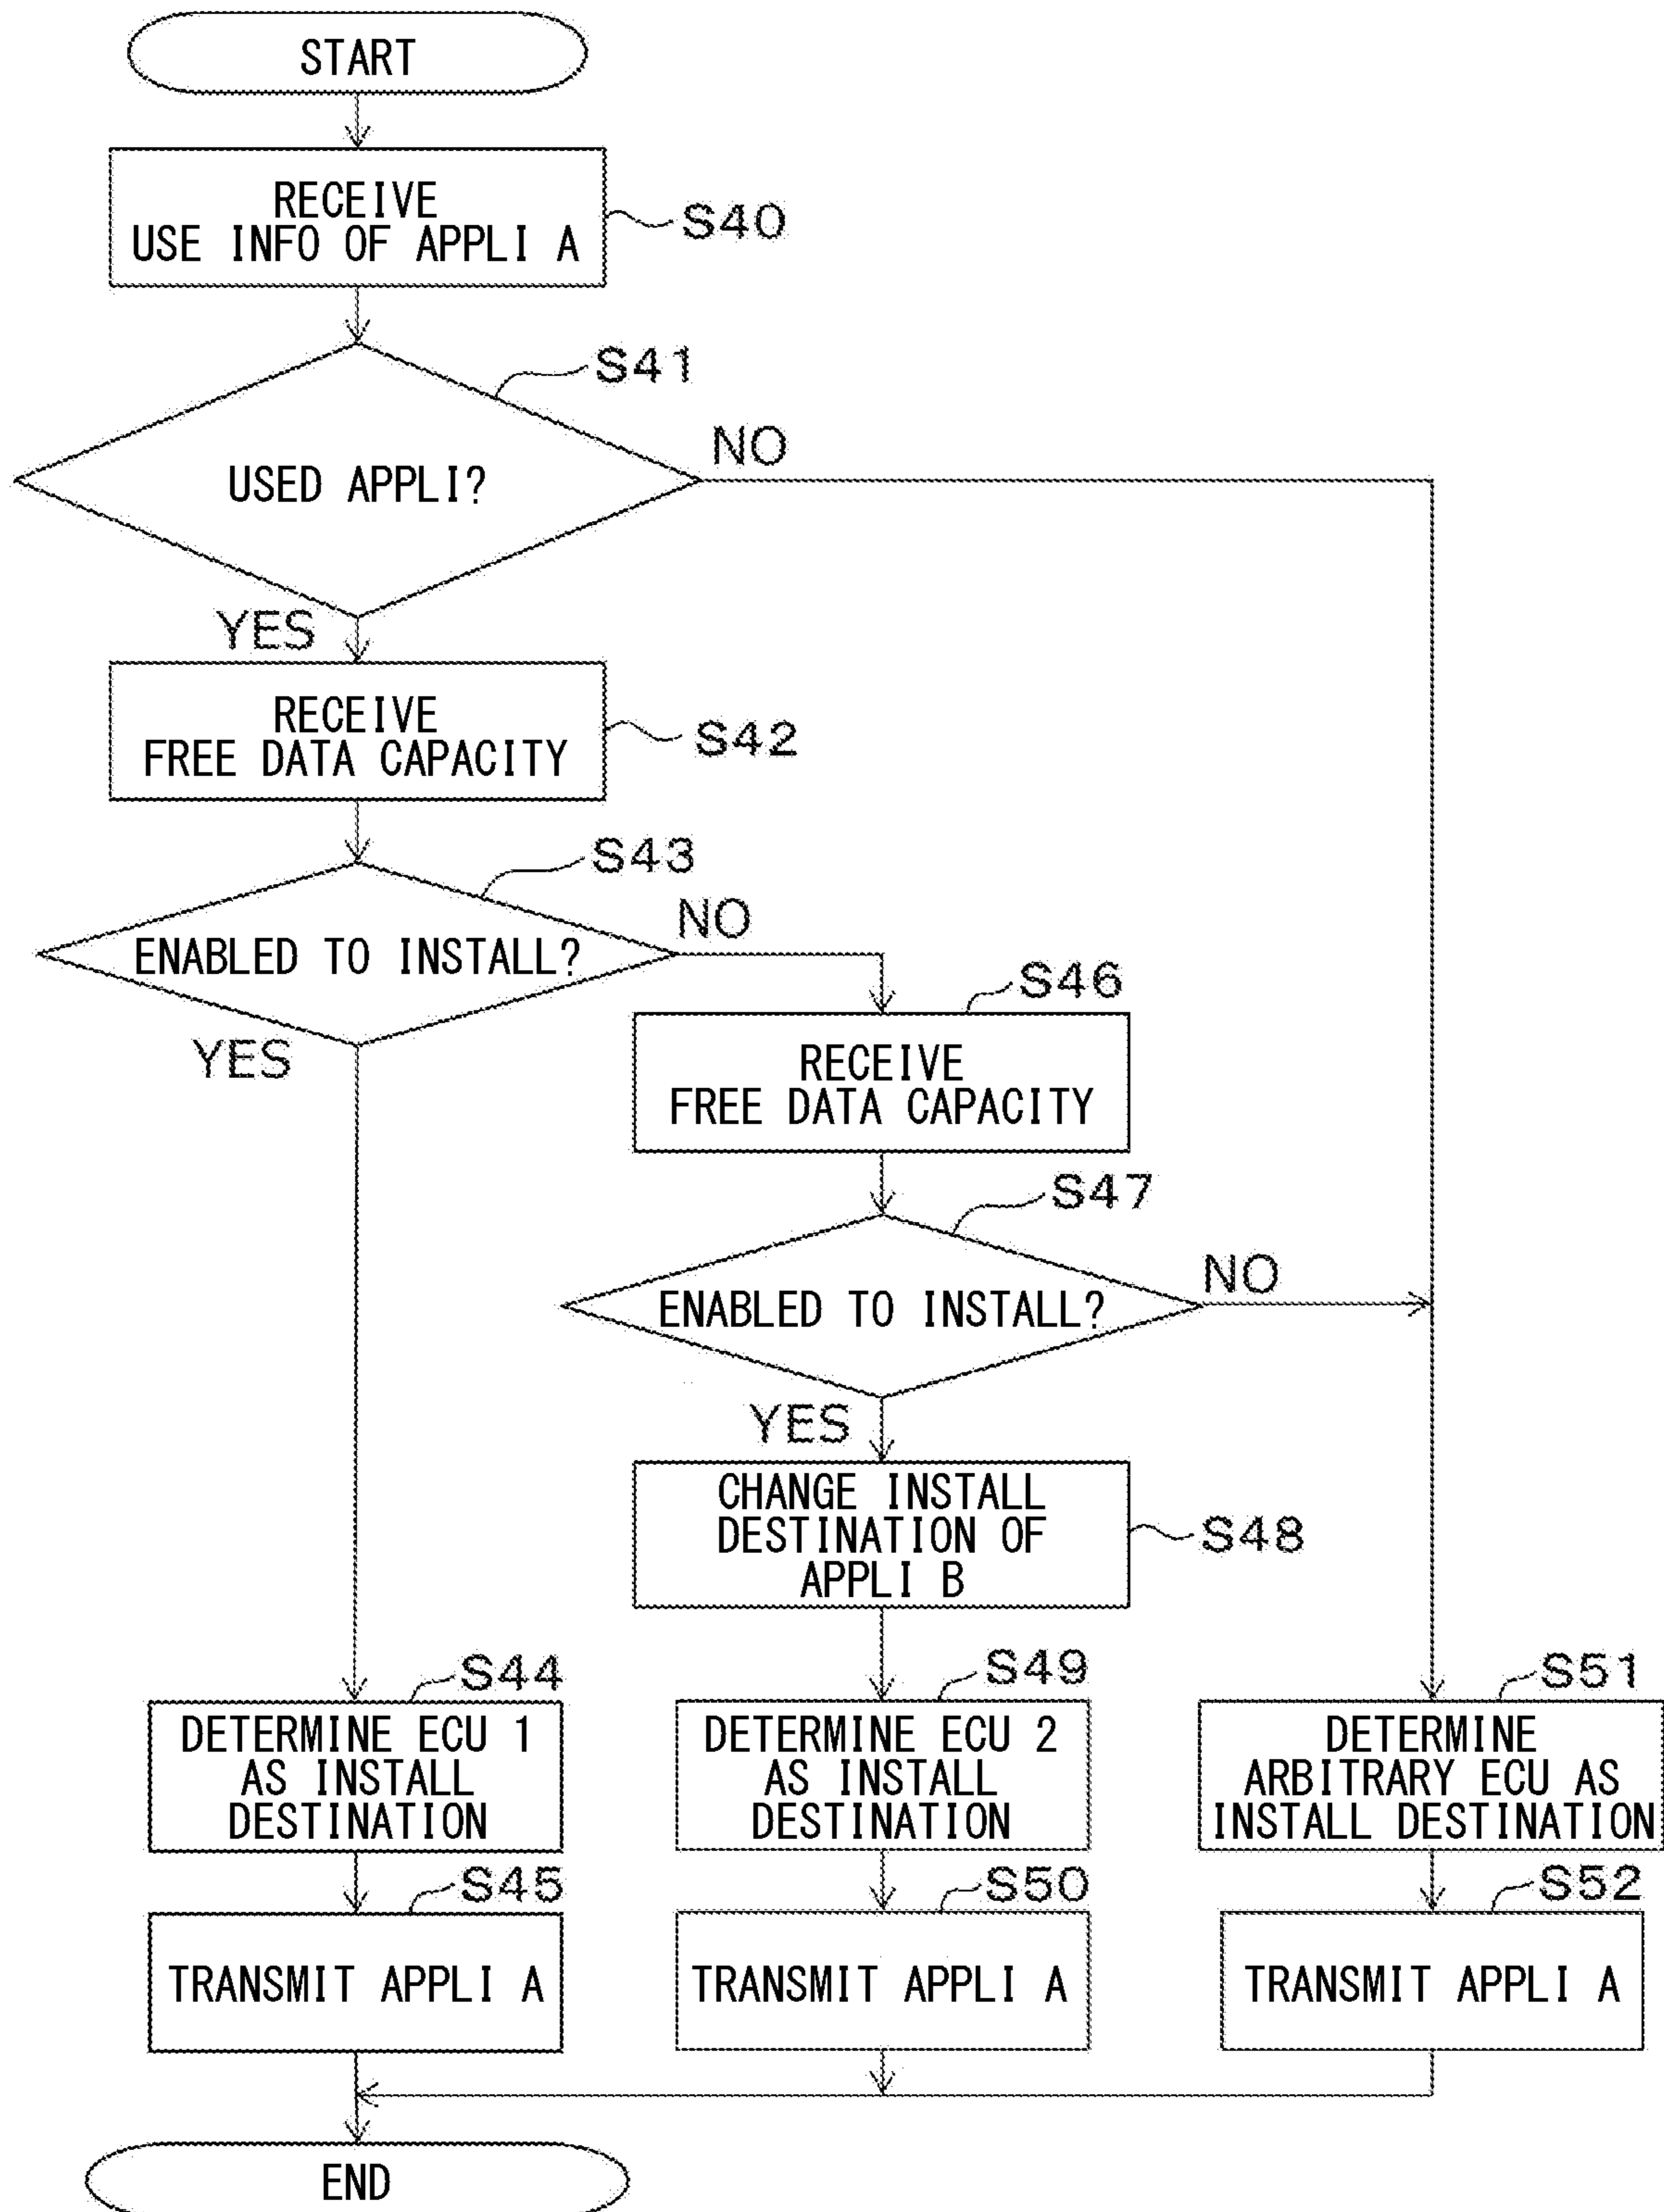 START
RECEIVE
USE INFO OF APPLI A
S40
S41
USED APPLI?
NO
YES
RECEIVE
FREE DATA CAPACITY
S42
S43
ENABLED TO INSTALL?
NO
YES
S46
RECEIVE
FREE DATA CAPACITY
S47
ENABLED TO INSTALL?
NO
YES
CHANGE INSTALL
DESTINATION OF
APPLI B
S48
S44
DETERMINE ECU 1
AS INSTALL
DESTINATION
S45
TRANSMIT APPLI A
S49
DETERMINE ECU 2
AS INSTALL
DESTINATION
S50
TRANSMIT APPLI A
S51
DETERMINE
ARBITRARY ECU AS
INSTALL DESTINATION
S52
TRANSMIT APPLI A
END